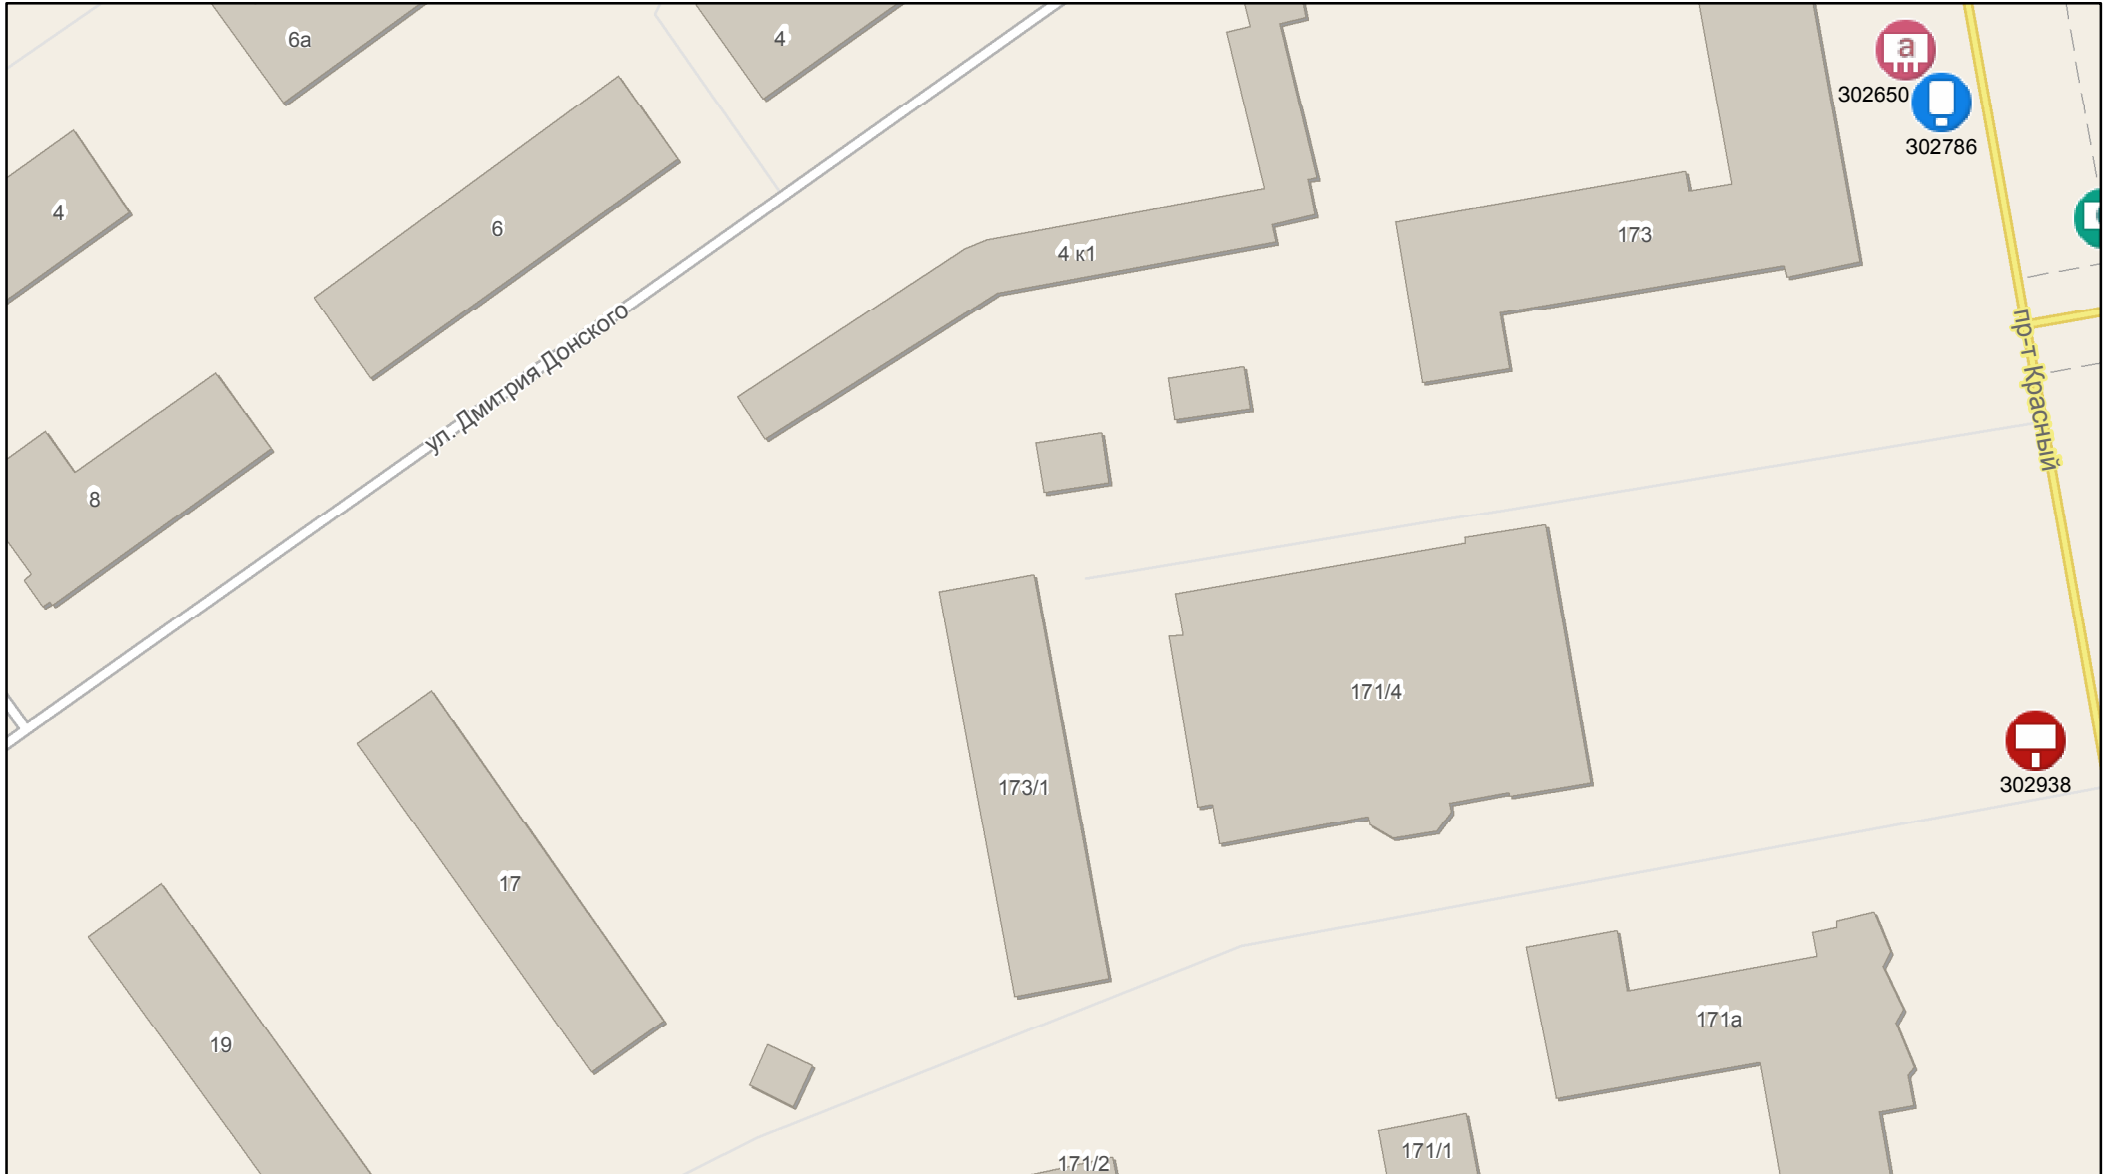 6а
4
а
302650
302786
4
6
4 к1
173
ул. Дмитрия Донского
пр-т Красный
8
171/4
302938
173/1
17
171а
19
171/1
171/2